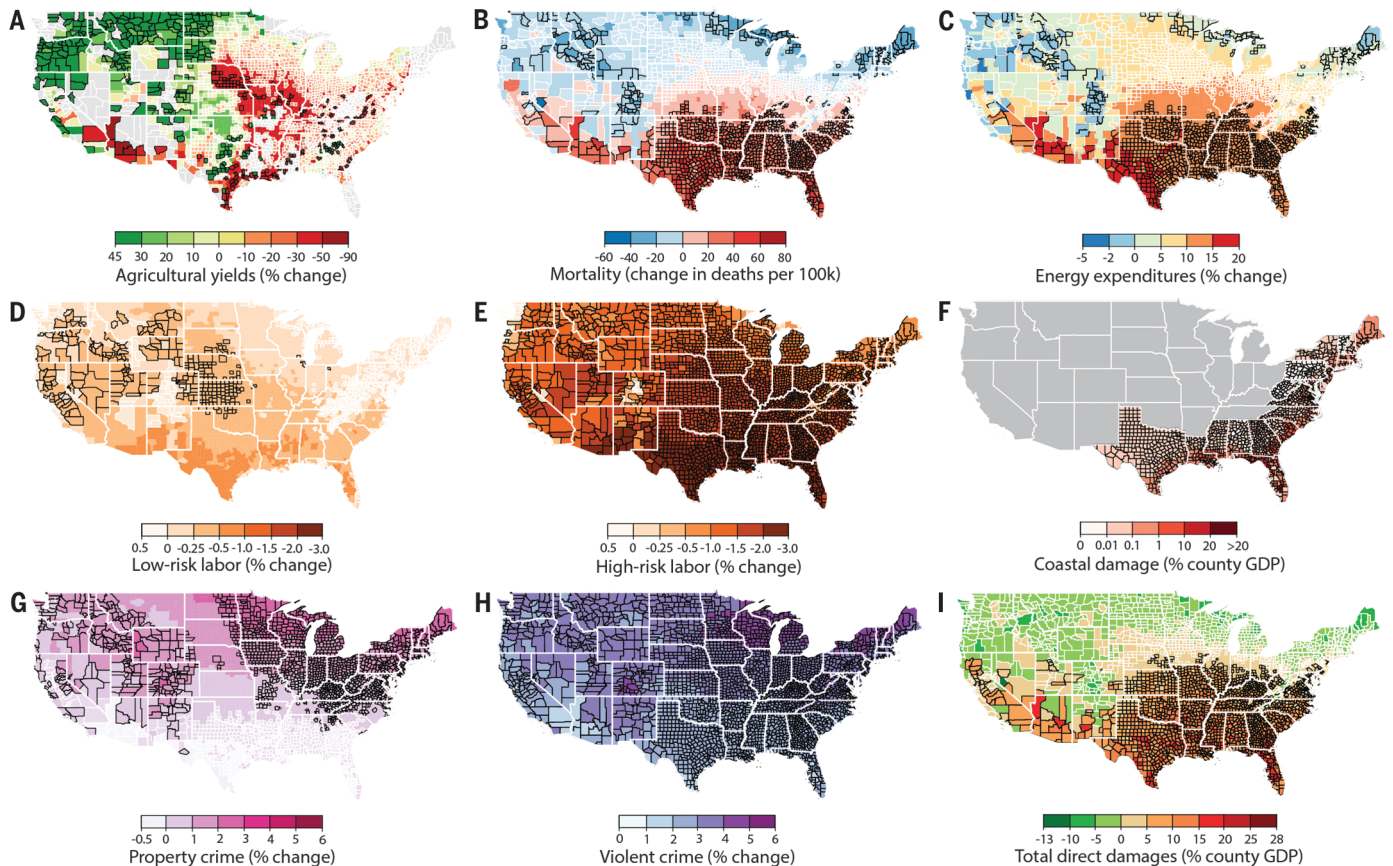 A
B
C
45 30 20 10 0 -10 -20 -30 -50 -90
Agricultural yields (% change)
-60 -40 -20 0 20 40 60 80
Mortality (change in deaths per 100k)
-5 -2 0 5 10 15 20
Energy expenditures (% change)
D
E
F
0.5 0 -0.25 -0.5 -1.0 -1.5 -2.0 -3.0
Low-risk labor (% change)
0.5 0 -0.25 -0.5 -1.0 -1.5 -2.0 -3.0
High-risk labor (% change)
0 0.01 0.1 1 10 20 >20
Coastal damage (% county GDP)
G
H
I
-0.5 0 1 2 3 4 5 6
Property crime (% change)
0 1 2 3 4 5 6
Violent crime (% change)
-13 -10 -5 0 5 10 15 20 25 28
Total direct damages (% county GDP)